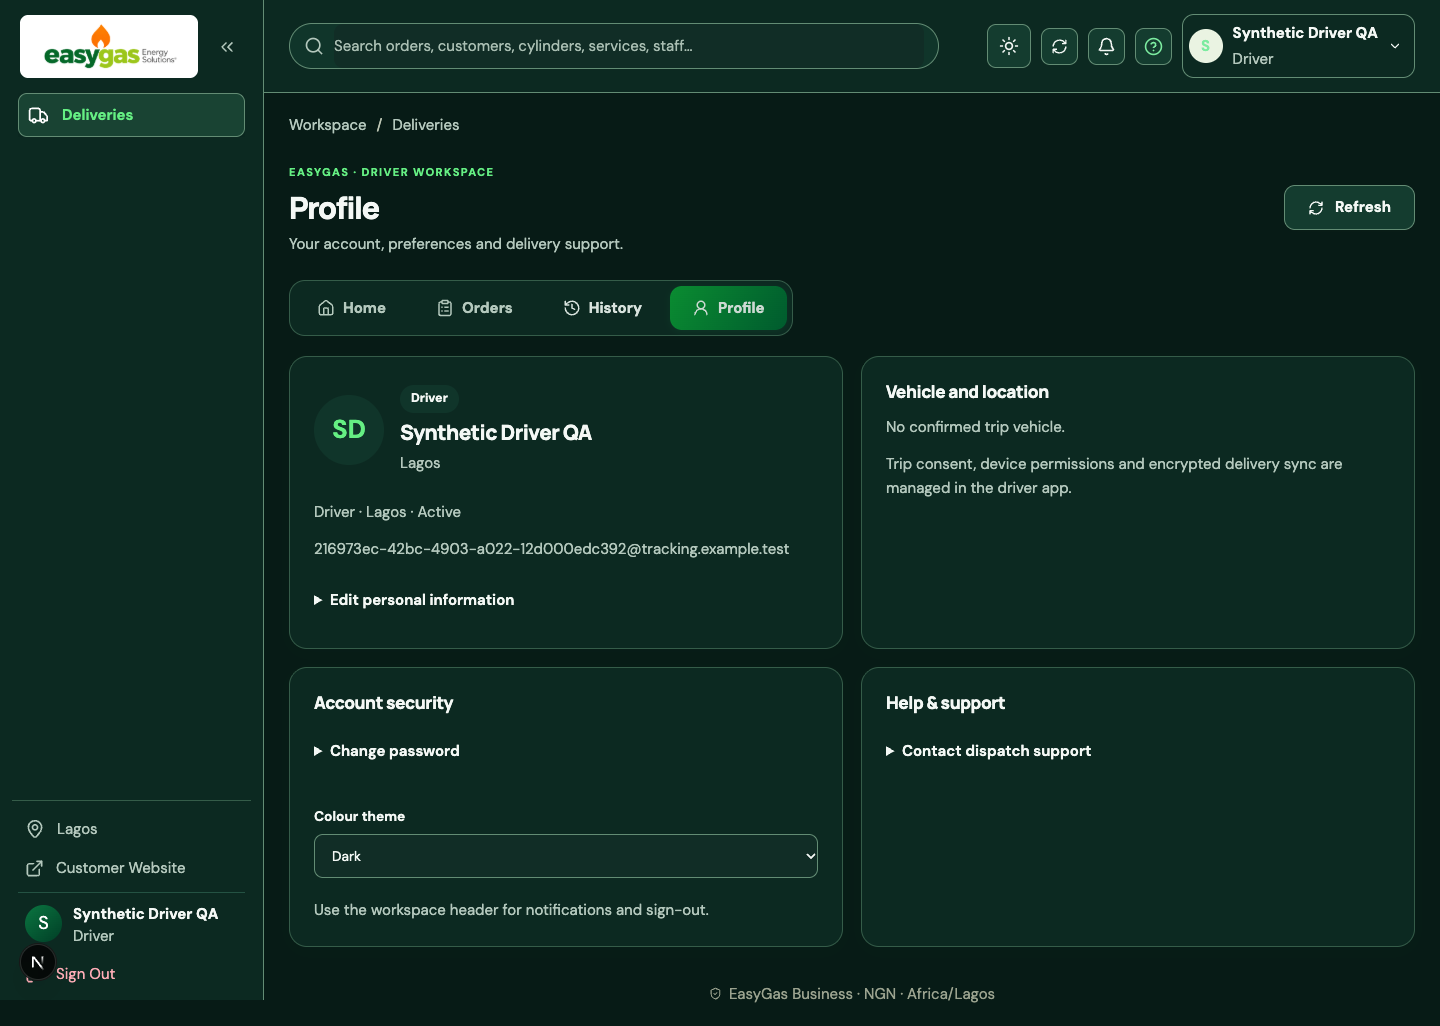 easygas Energy Solutions
Deliveries
Search orders, customers, cylinders, services, staff...
S
Synthetic Driver QA
Driver
Workspace / Deliveries
EASYGAS · DRIVER WORKSPACE
Profile
Your account, preferences and delivery support.
Refresh
Home
Orders
History
Profile
SD
Driver
Synthetic Driver QA
Lagos
Driver · Lagos · Active
216973ec-42bc-4903-a022-12d000edc392@tracking.example.test
Edit personal information
Vehicle and location
No confirmed trip vehicle.
Trip consent, device permissions and encrypted delivery sync are
managed in the driver app.
Account security
Change password
Colour theme
Dark
Use the workspace header for notifications and sign-out.
Help & support
Contact dispatch support
Lagos
Customer Website
S
Synthetic Driver QA
Driver
N
Sign Out
EasyGas Business · NGN · Africa/Lagos